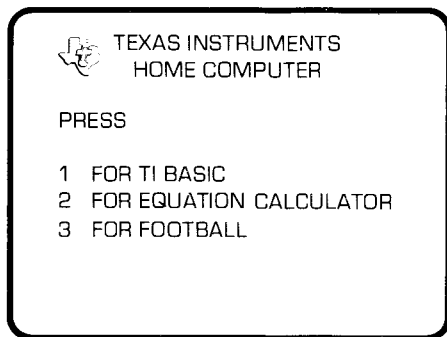 TEXAS INSTRUMENTS
HOME COMPUTER
PRESS
1 FOR TI BASIC
2 FOR EQUATION CALCULATOR
3 FOR FOOTBALL